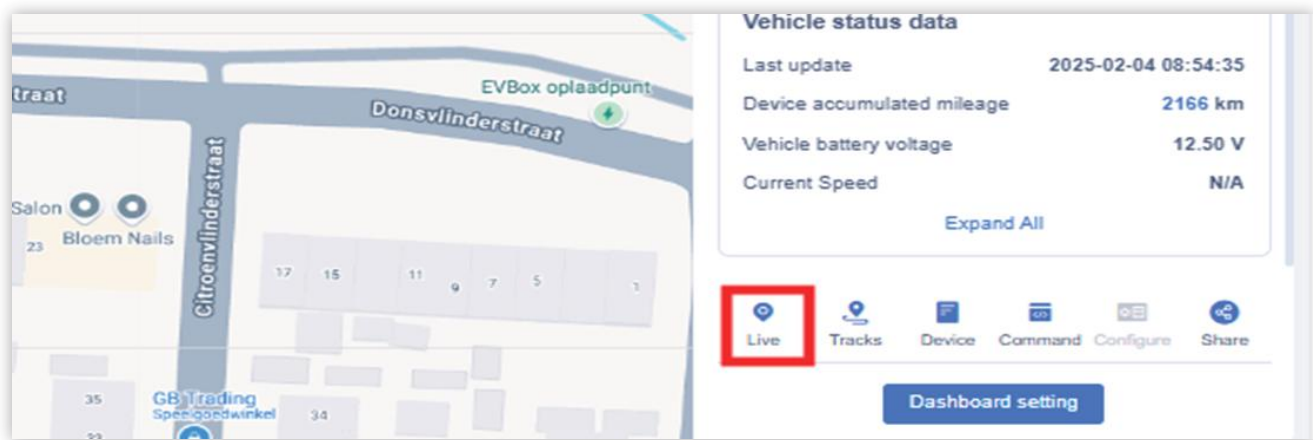 traat
Donsvlinderstraat
EVBox oplaadpunt
Citroenvlinderstraat
Salon
Bloem Nails
23
17
15
11
9
7
5
1
35
33
34
GB Trading
Speelgoedwinkel
Vehicle status data
Last update 2025-02-04 08:54:35
Device accumulated mileage 2166 km
Vehicle battery voltage 12.50 V
Current Speed N/A
Expand All
Live Tracks Device Command Configure Share
Dashboard setting